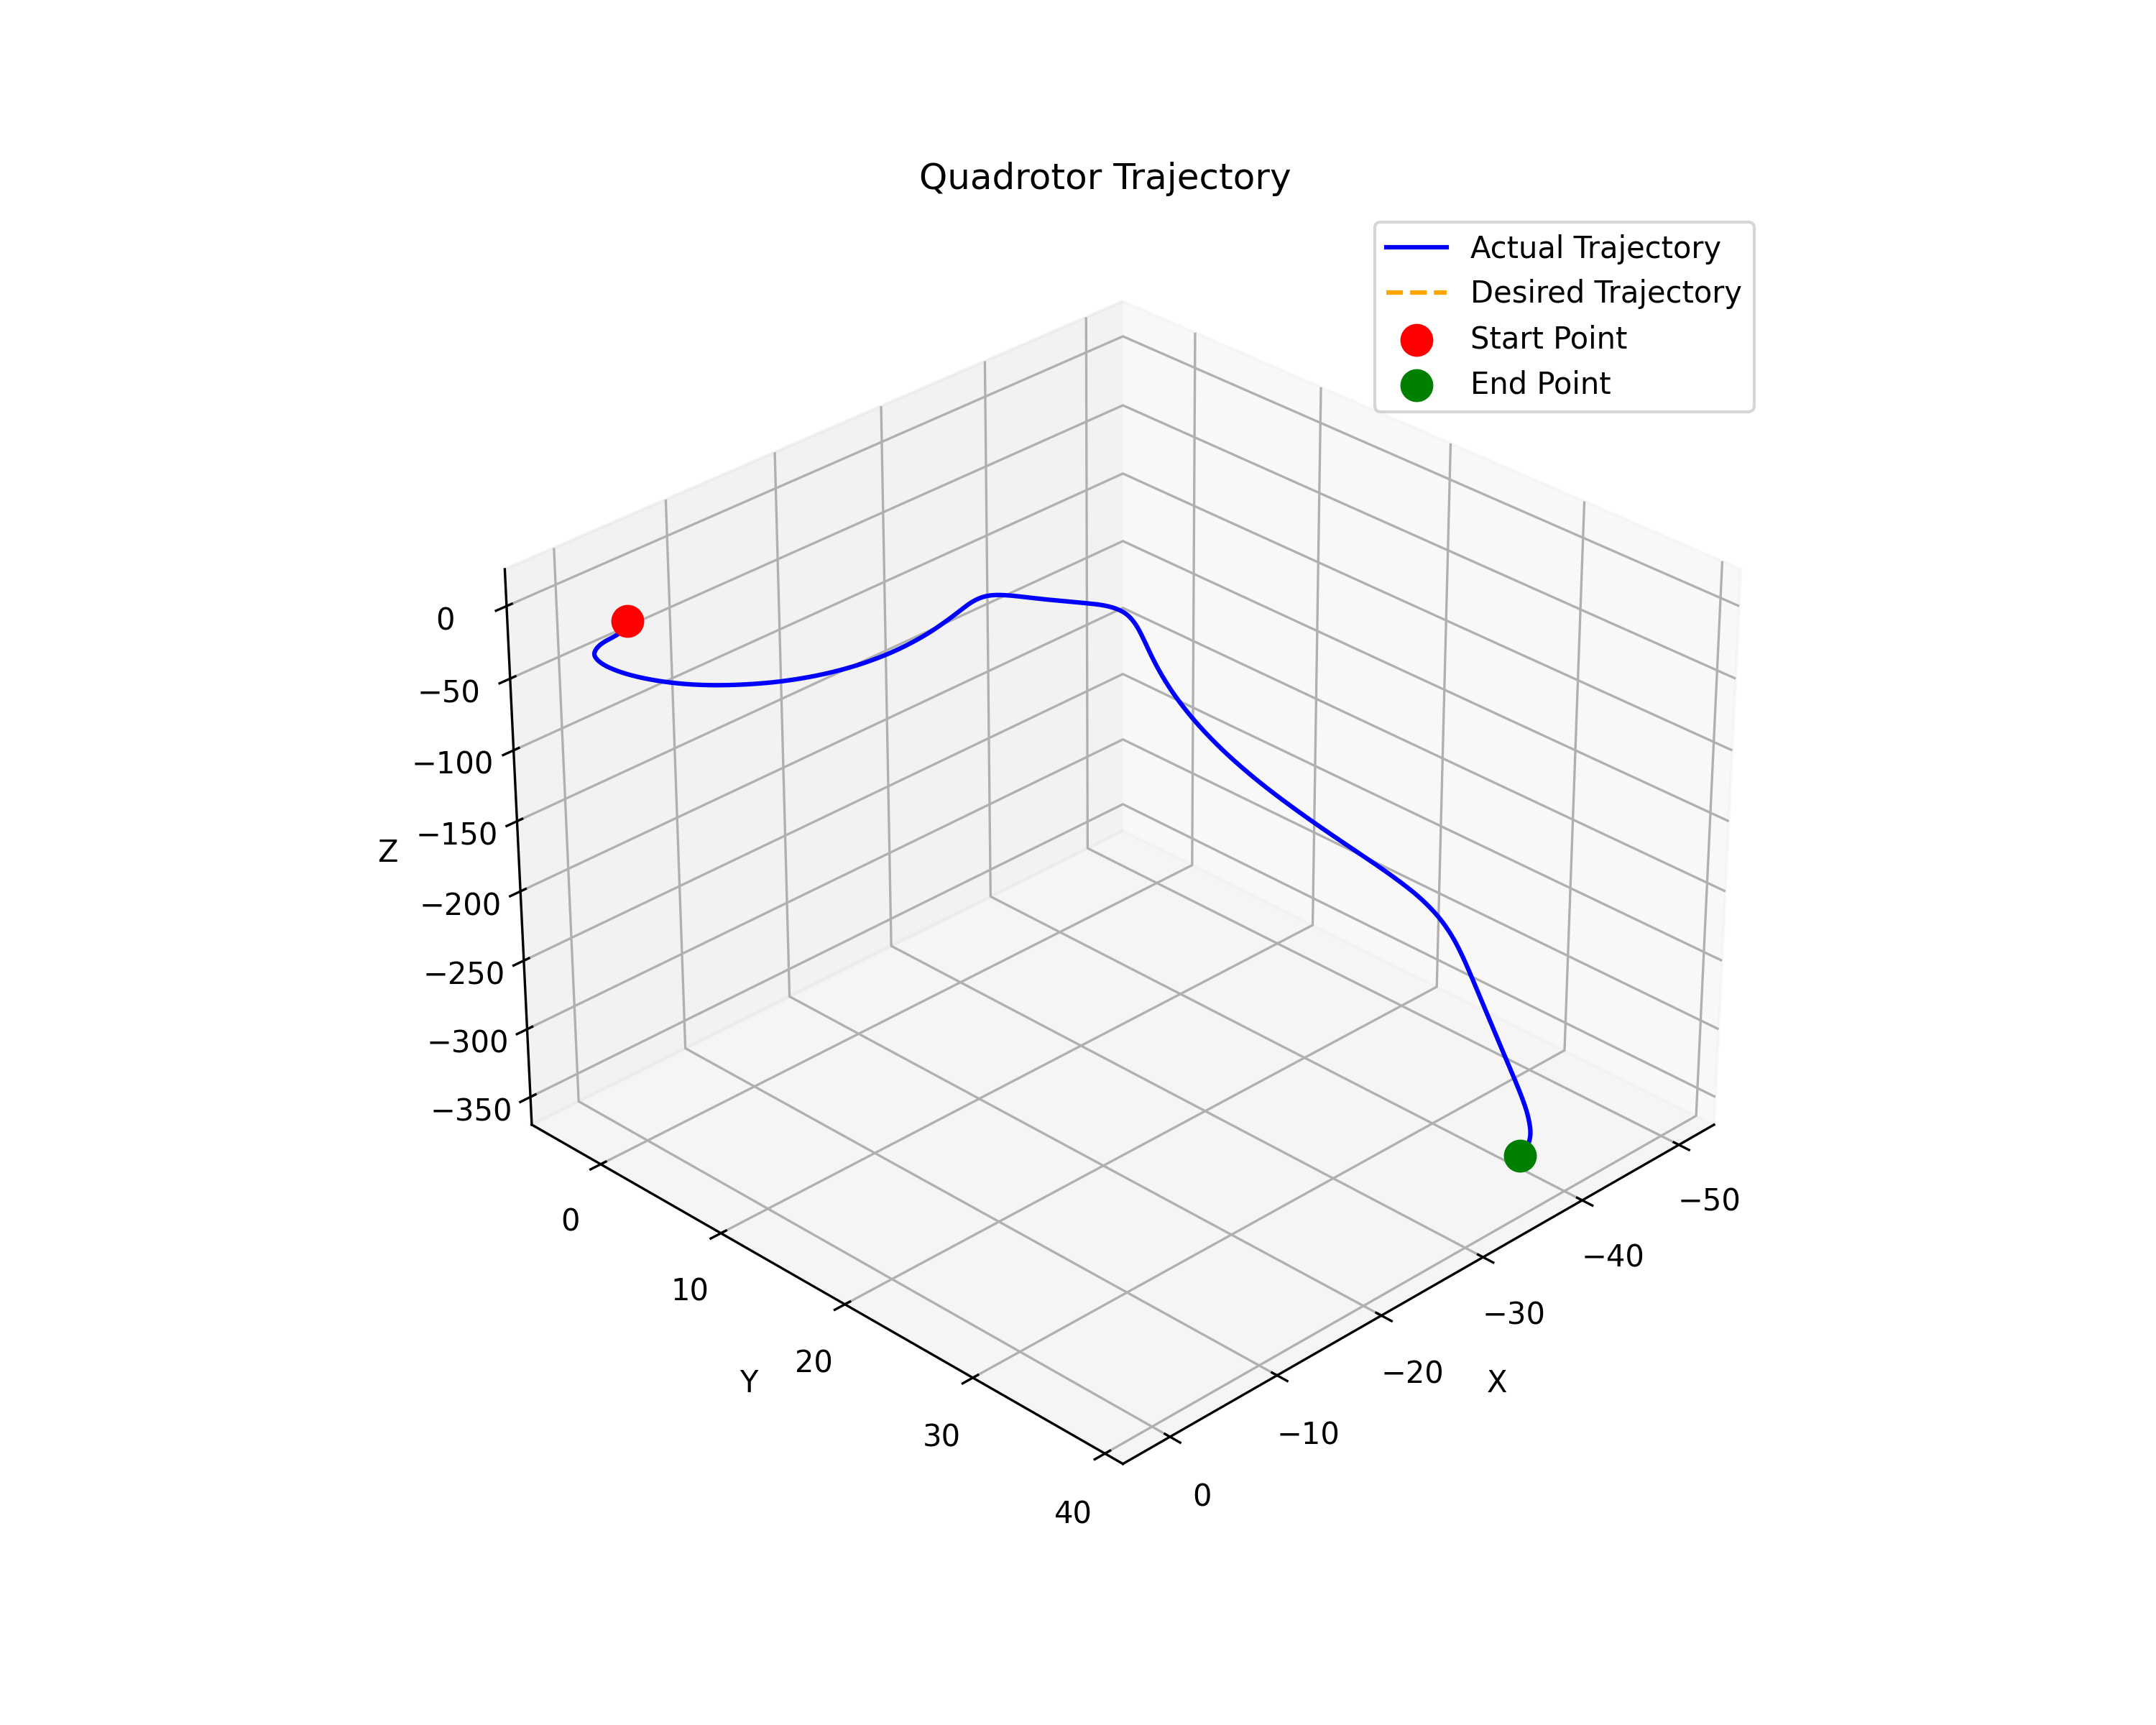 Quadrotor Trajectory
Actual Trajectory
Desired Trajectory
Start Point
End Point
0
−50
−100
−150
−200
−250
−300
−350
Z
0
10
20
30
40
Y
−50
−40
−30
−20
−10
0
X